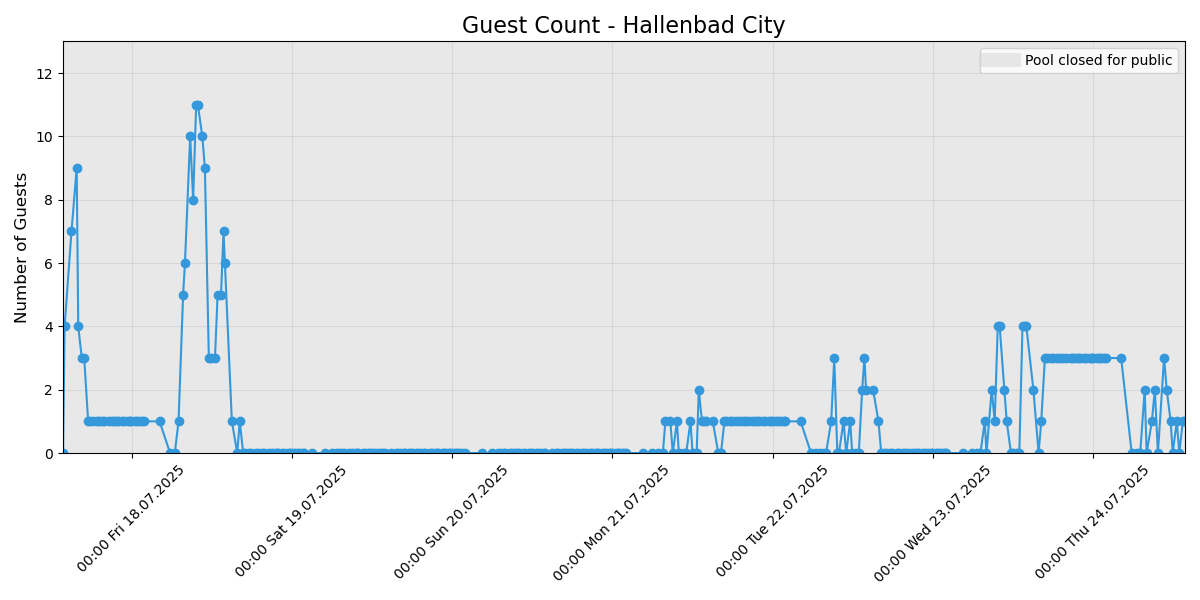 Guest Count - Hallenbad City
Pool closed for public
Number of Guests
12
10
8
6
4
2
0
00:00 Fri 18.07.2025
00:00 Sat 19.07.2025
00:00 Sun 20.07.2025
00:00 Mon 21.07.2025
00:00 Tue 22.07.2025
00:00 Wed 23.07.2025
00:00 Thu 24.07.2025